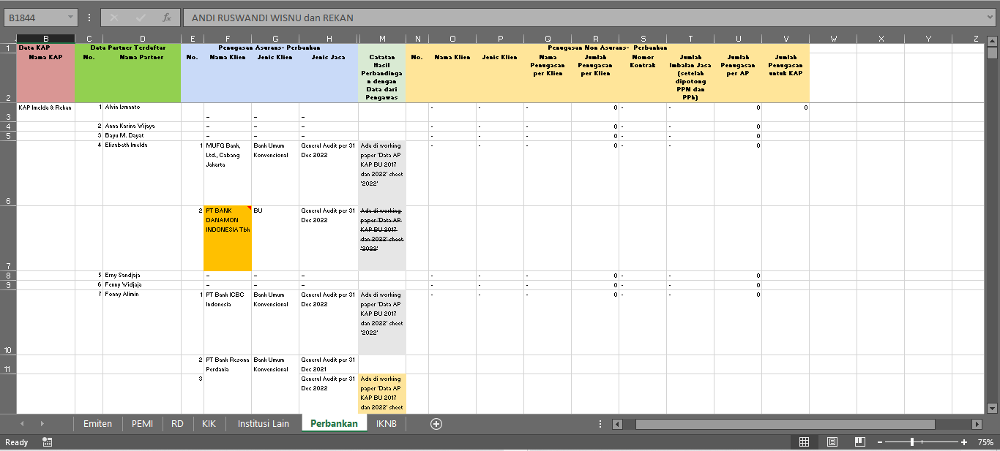 B1844 fx ANDI RUSWANDI WISNU dan REKAN
B C D E F G H M N O P Q R S T U V W X Y Z
1 Data KAP Data Partner Terdaftar Penugasan Asurans- Perbankan Penugasan Non Asurans- Perbankan
2 Nama KAP No. Nama Partner No. Nama Klien Jenis Klien Jenis Jasa Catatan No. Nama Klien Jenis Klien Nama Jumlah Nomor Jumlah Jumlah Jumlah
Hasil Penugasan Penugasan Kontrak Imbalan Jasa Penugasan Penugasan
Perbandinga per Klien per Klien (setelah per AP untuk KAP
n dengan dipotong
Data dari PPN dan
Pengawas PPh)
3 KAP Imelda & Rekan 1 Alvin Ismanto - - - - - - 0 - - 0 0
4 2 Anna Karina Wijaya - - - - - - 0 - - 0
5 3 Bayu M. Dayat - - - - - - 0 - - 0
6 4 Elisabeth Imelda 1 MUFG Bank, Bank Umum General Audit per 31 Ada di working - - - 0 - - 0
Ltd., Cabang Konvensional Dec 2022 paper 'Data AP
Jakarta KAP BU 2017
dan 2022' sheet
'2022'
7 2 PT BANK BU General Audit per 31 Ada di working
DANAMON Dec 2022 paper 'Data AP
INDONESIA Tbk KAP BU 2017
dan 2022' sheet
'2022'
8 5 Erny Sandjaja - - - - - - 0 - - 0
9 6 Fenny Widjaja - - - - - - 0 - - 0
10 7 Fonny Alimin 1 PT Bank ICBC Bank Umum General Audit per 31 Ada di working - - - 0 - - 0
Indonesia Konvensional Dec 2022 paper 'Data AP
KAP BU 2017
dan 2022' sheet
'2022'
11 2 PT Bank Resona Bank Umum General Audit per 31
Perdania Konvensional Dec 2021
3 General Audit per 31 Ada di working
Dec 2022 paper 'Data AP
KAP BU 2017
dan 2022' sheet
Emiten PEMI RD KIK Institusi Lain Perbankan IKNB
Ready 75%